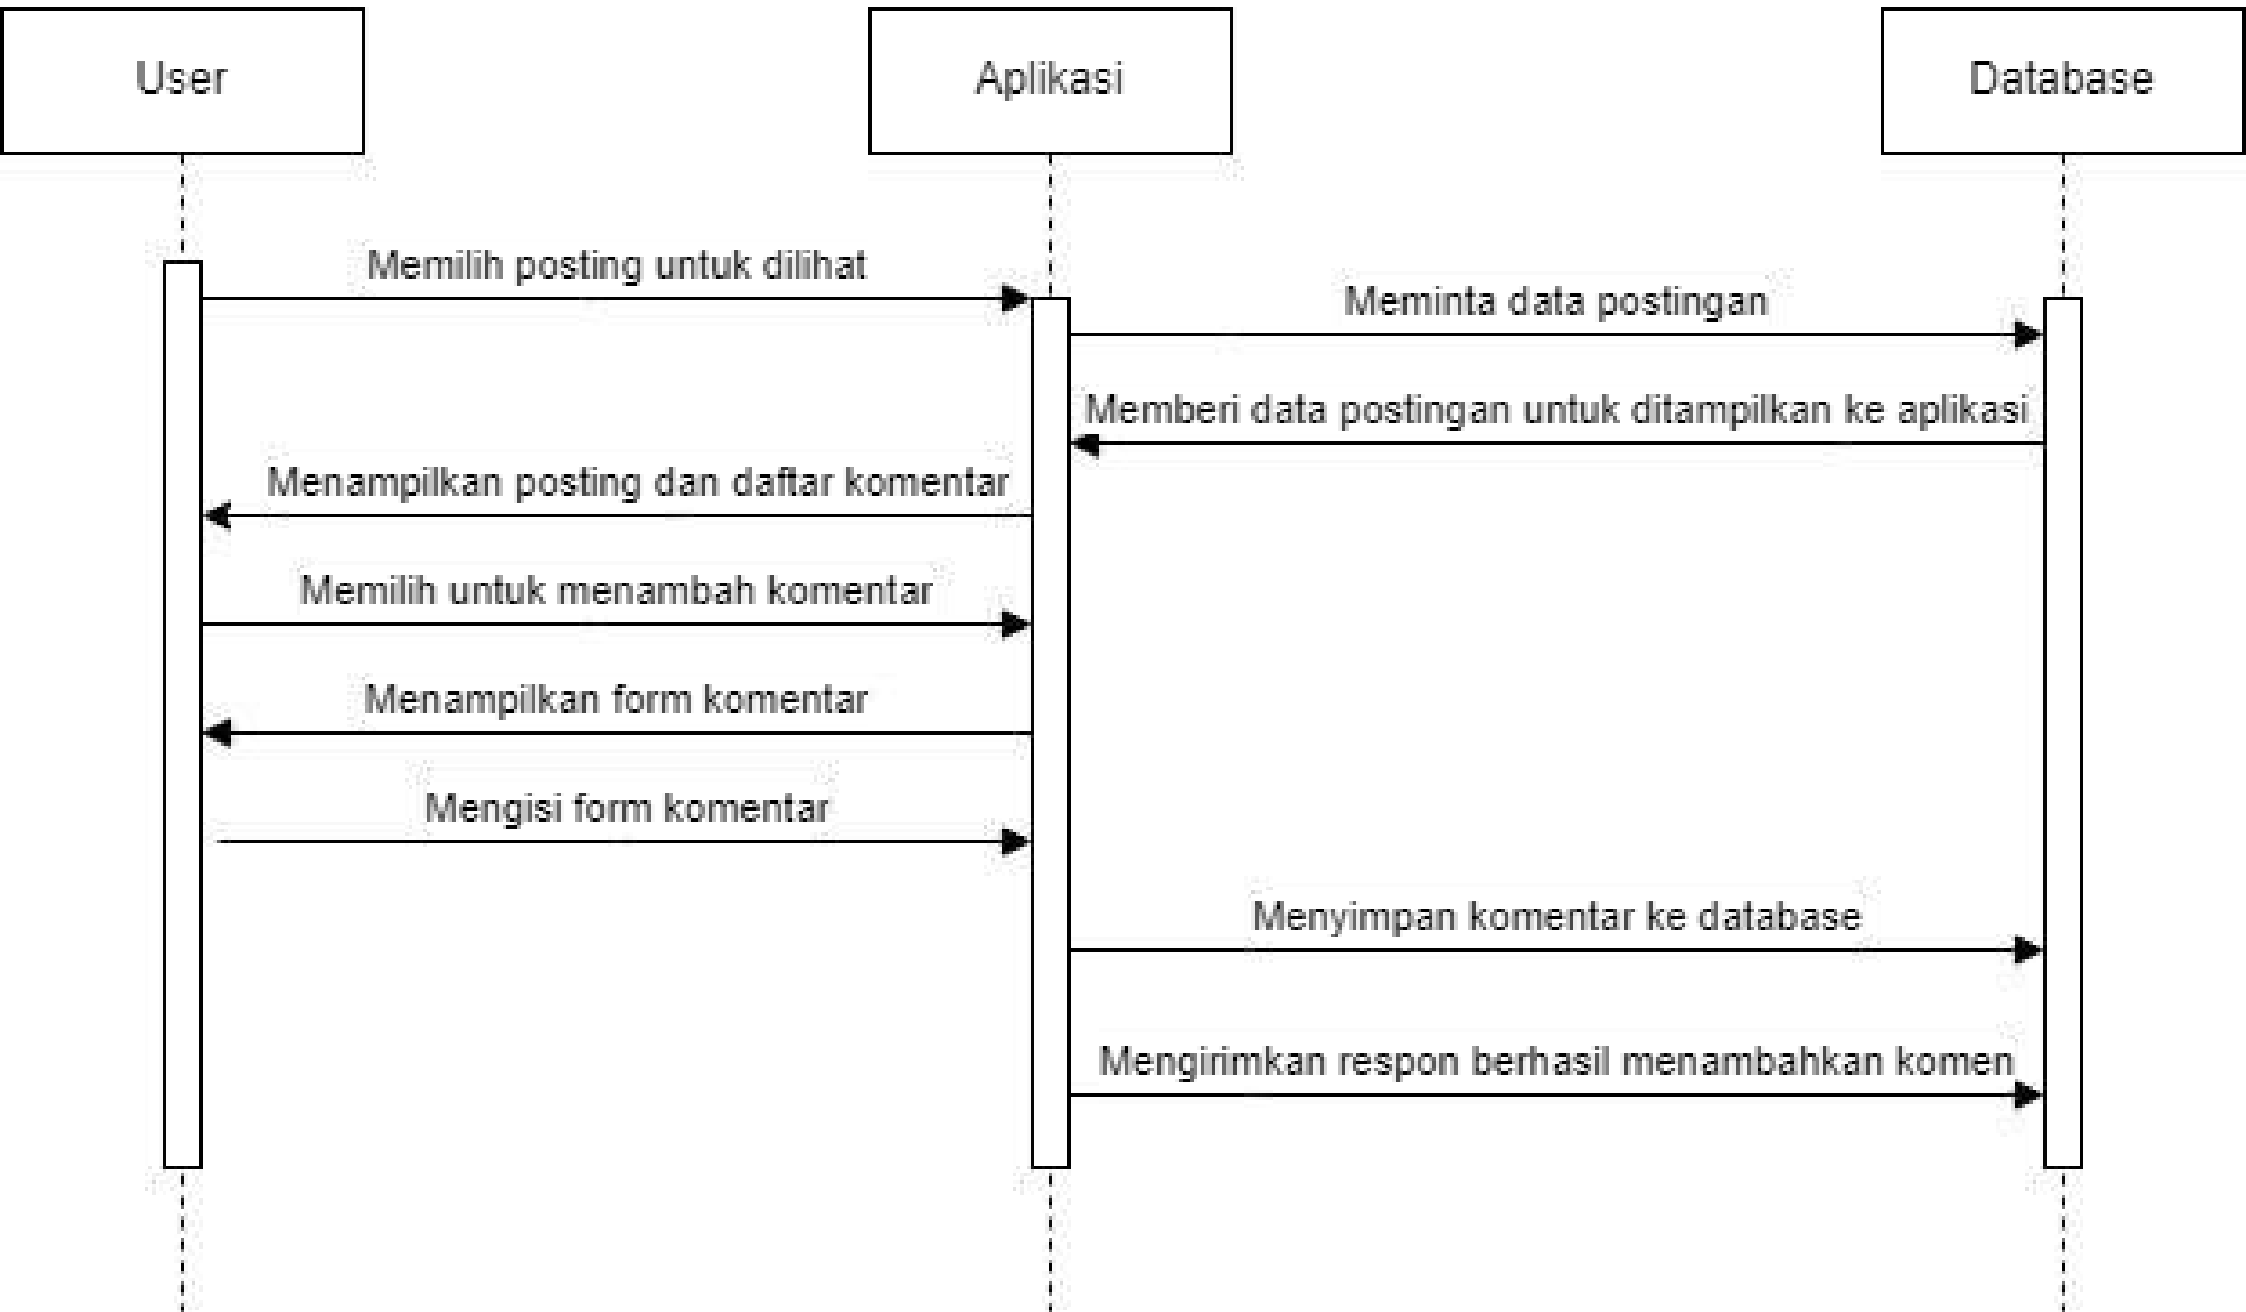 User
Aplikasi
Database
Memilih posting untuk dilihat
Meminta data postingan
Memberi data postingan untuk ditampilkan ke aplikasi
Menampilkan posting dan daftar komentar
Memilih untuk menambah komentar
Menampilkan form komentar
Mengisi form komentar
Menyimpan komentar ke database
Mengirimkan respon berhasil menambahkan komen